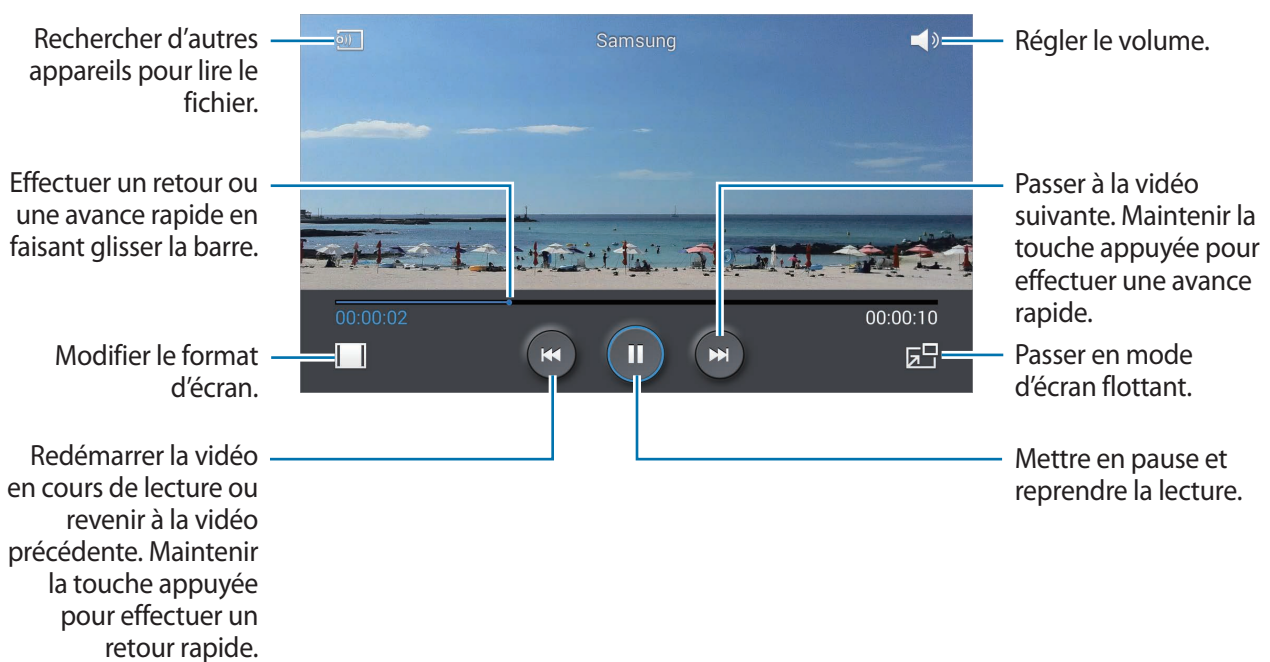 Rechercher d'autres
appareils pour lire le
fichier.
Samsung
Régler le volume.
Effectuer un retour ou
une avance rapide en
faisant glisser la barre.
Passer à la vidéo
suivante. Maintenir la
touche appuyée pour
effectuer une avance
rapide.
00:00:02
00:00:10
Modifier le format
d'écran.
Passer en mode
d'écran flottant.
Redémarrer la vidéo
en cours de lecture ou
revenir à la vidéo
précédente. Maintenir
la touche appuyée
pour effectuer un
retour rapide.
Mettre en pause et
reprendre la lecture.